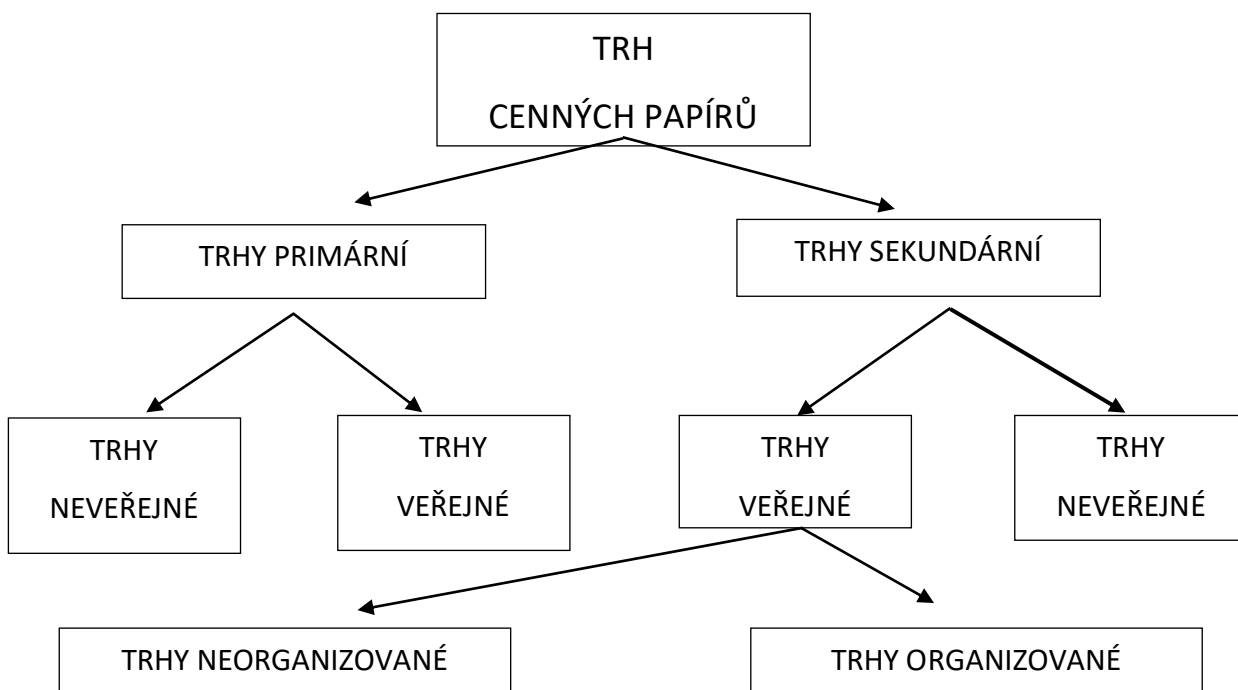 TRH
CENNÝCH PAPÍRŮ
TRHY PRIMÁRNÍ
TRHY SEKUNDÁRNÍ
TRHY
NEVEŘEJNÉ
TRHY
VEŘEJNÉ
TRHY
VEŘEJNÉ
TRHY
NEVEŘEJNÉ
TRHY NEORGANIZOVANÉ
TRHY ORGANIZOVANÉ